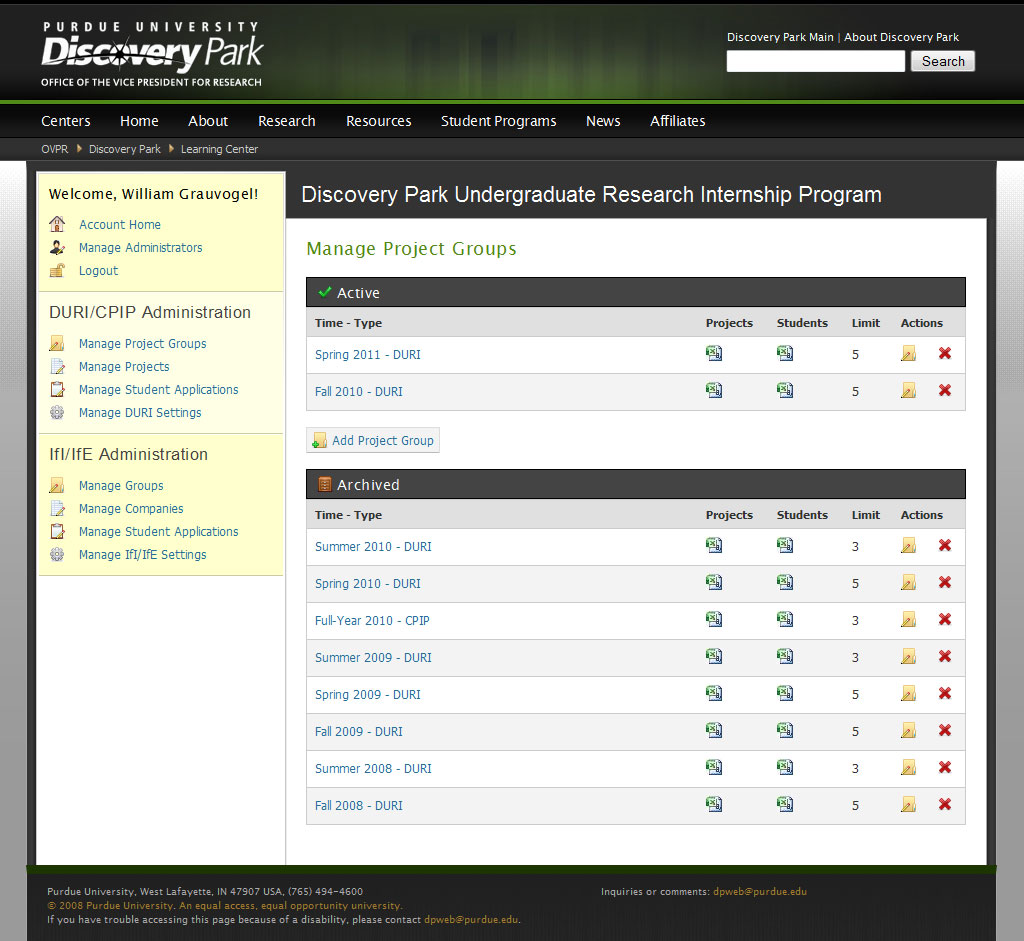 PURDUE UNIVERSITY
Discovery Park
OFFICE OF THE VICE PRESIDENT FOR RESEARCH
Discovery Park Main | About Discovery Park
Search
Centers Home About Research Resources Student Programs News Affiliates
OVPR Discovery Park Learning Center
Welcome, William Grauvogel!
Account Home
Manage Administrators
Logout
DURI/CPIP Administration
Manage Project Groups
Manage Projects
Manage Student Applications
Manage DURI Settings
IfI/IfE Administration
Manage Groups
Manage Companies
Manage Student Applications
Manage IfI/IfE Settings
Discovery Park Undergraduate Research Internship Program
Manage Project Groups
Active
Time - Type Projects Students Limit Actions
Spring 2011 - DURI 5
Fall 2010 - DURI 5
Add Project Group
Archived
Time - Type Projects Students Limit Actions
Summer 2010 - DURI 3
Spring 2010 - DURI 5
Full-Year 2010 - CPIP 3
Summer 2009 - DURI 3
Spring 2009 - DURI 5
Fall 2009 - DURI 5
Summer 2008 - DURI 3
Fall 2008 - DURI 5
Purdue University, West Lafayette, IN 47907 USA, (765) 494-4600
© 2008 Purdue University. An equal access, equal opportunity university.
If you have trouble accessing this page because of a disability, please contact dpweb@purdue.edu.
Inquiries or comments: dpweb@purdue.edu